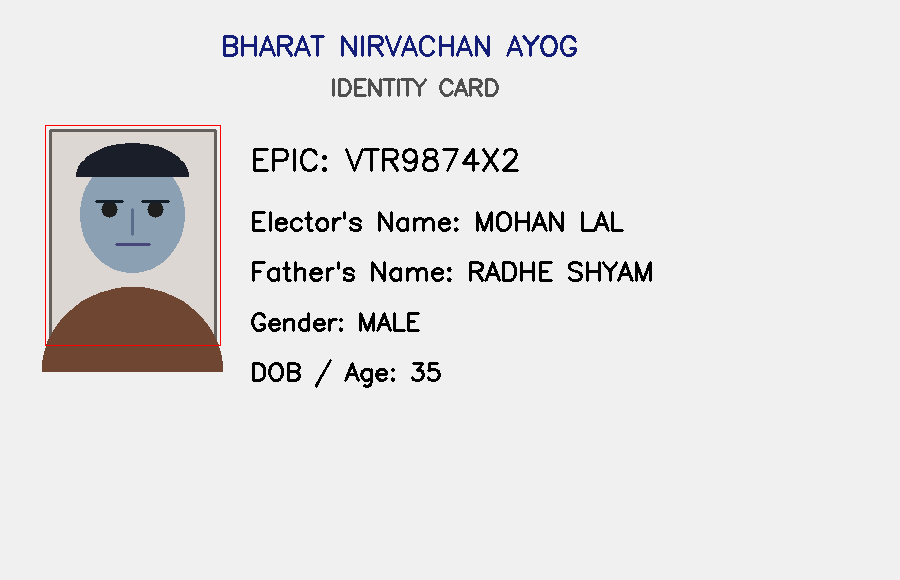 BHARAT NIRVACHAN AYOG
IDENTITY CARD
EPIC: VTR9874X2
Elector's Name: MOHAN LAL
Father's Name: RADHE SHYAM
Gender: MALE
DOB / Age: 35